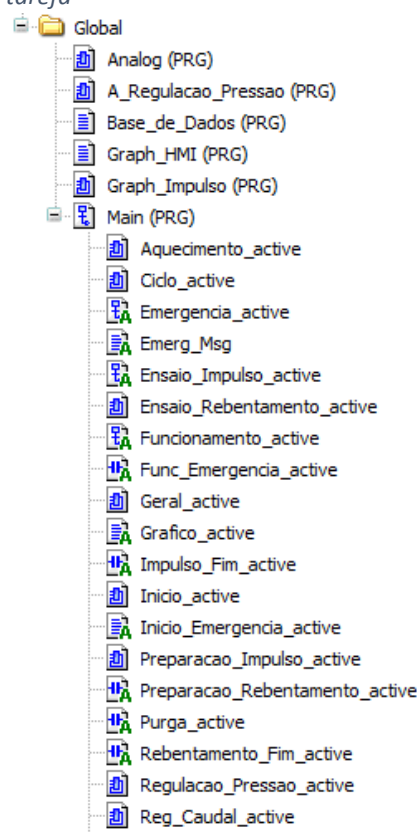 tarefa
Global
Analog (PRG)
A_Regulacao_Pressao (PRG)
Base_de_Dados (PRG)
Graph_HMI (PRG)
Graph_Impulso (PRG)
Main (PRG)
Aquecimento_active
Ciclo_active
Emergencia_active
Emerg_Msg
Ensaio_Impulso_active
Ensaio_Rebentamento_active
Funcionamento_active
Func_Emergencia_active
Geral_active
Grafico_active
Impulso_Fim_active
Inicio_active
Inicio_Emergencia_active
Preparacao_Impulso_active
Preparacao_Rebentamento_active
Purga_active
Rebentamento_Fim_active
Regulacao_Pressao_active
Reg_Caudal_active